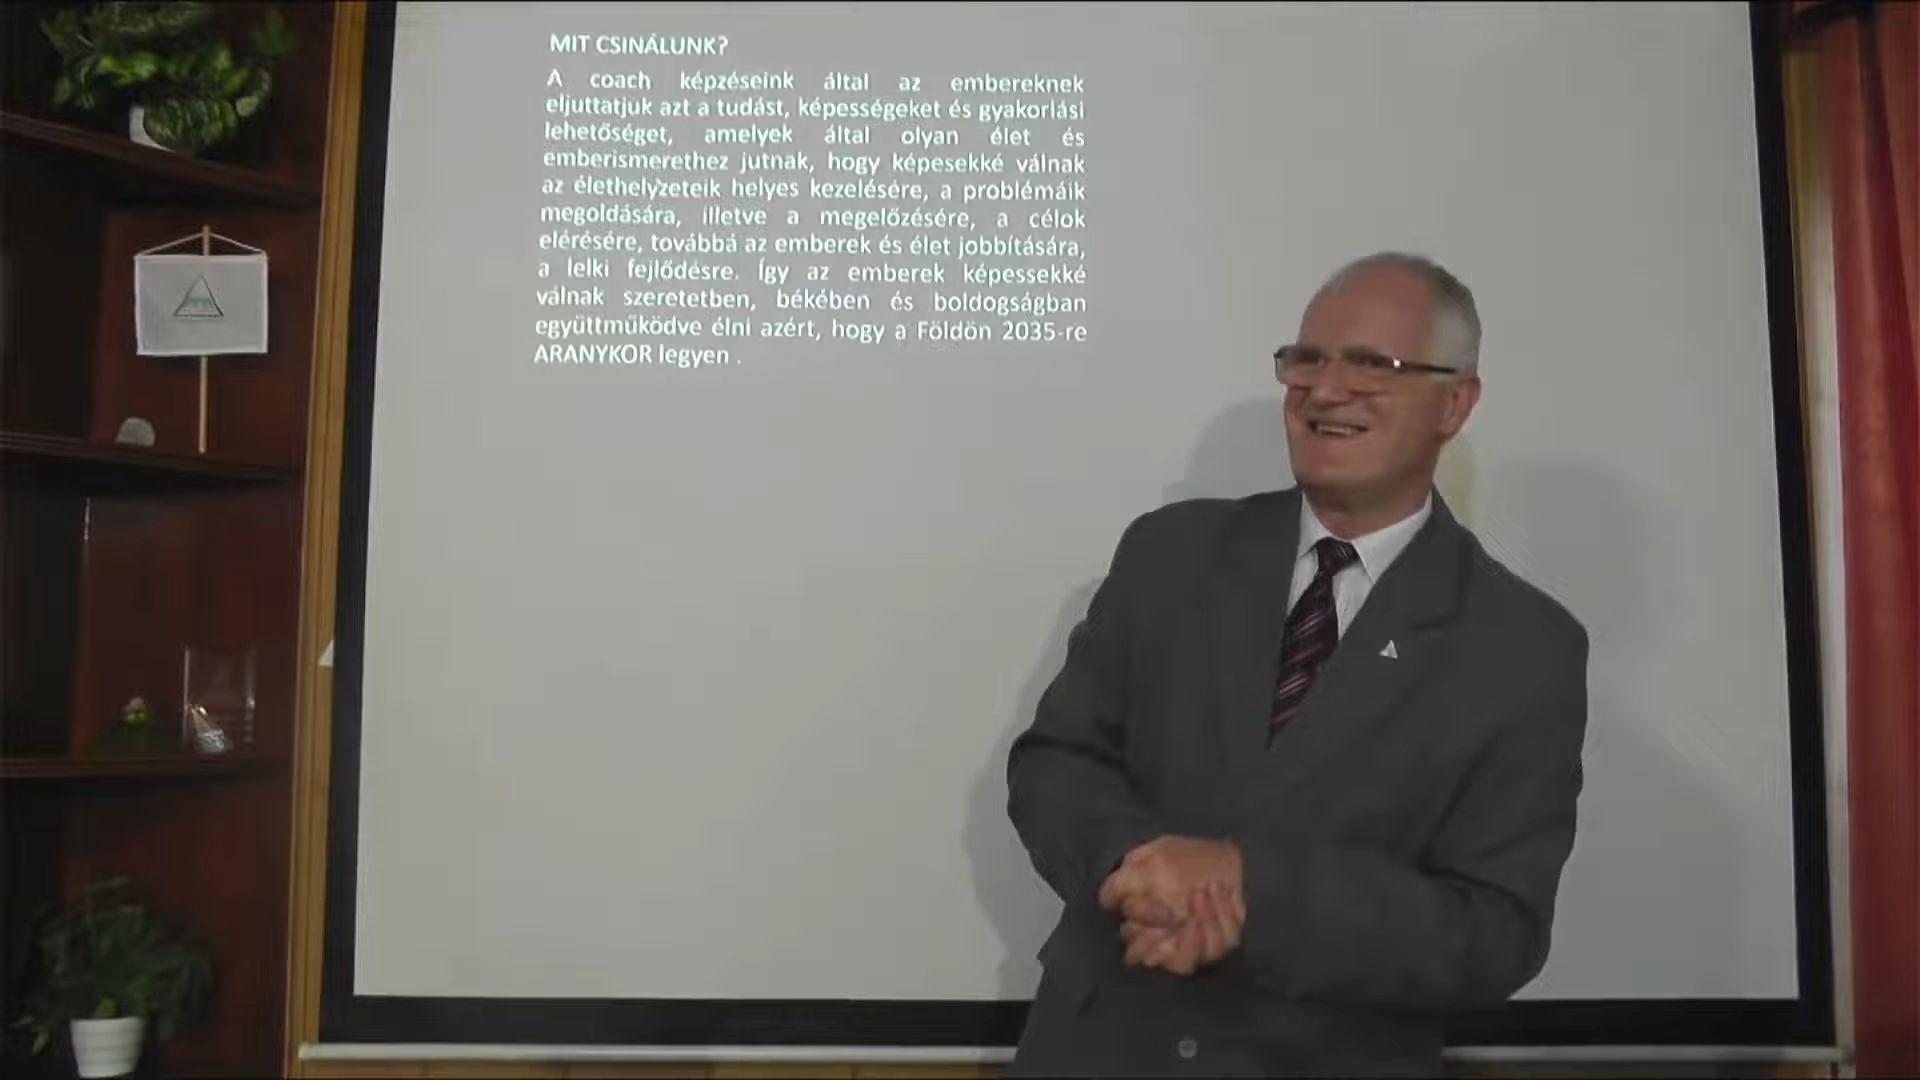 MIT CSINÁLUNK?
A coach képzéseink által az embereknek
eljuttatjuk azt a tudást, képességeket és gyakorlási
lehetőséget, amelyek által olyan élet és
emberismerethez jutnak, hogy képesekké válnak
az élethelyzeteik helyes kezelésére, a problémáik
megoldására, illetve a megelőzésére, a célok
elérésére, továbbá az emberek és élet jobbítására,
a lelki fejlődésre. Így az emberek képessekké
válnak szeretetben, békében és boldogságban
együttműködve élni azért, hogy a Földön 2035-re
ARANYKOR legyen .